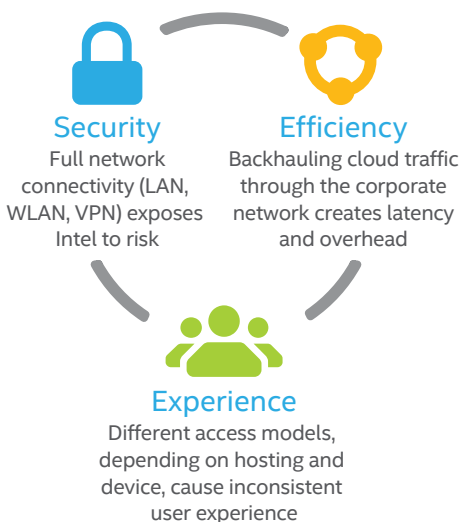 Security
Full network
connectivity (LAN,
WLAN, VPN) exposes
Intel to risk
Efficiency
Backhauling cloud traffic
through the corporate
network creates latency
and overhead
Experience
Different access models,
depending on hosting and
device, cause inconsistent
user experience